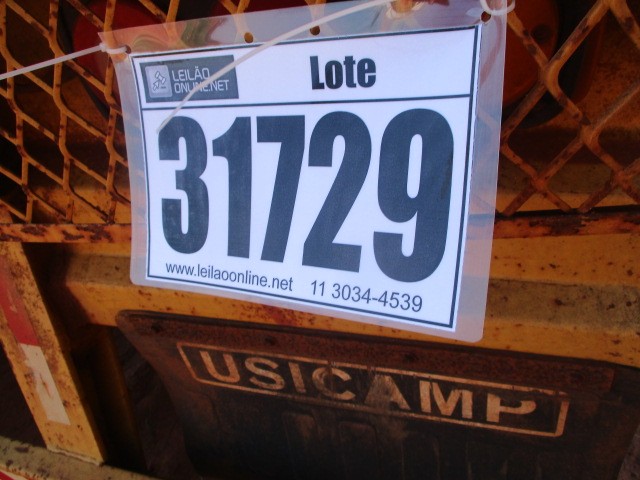 LEILÃO
ONLINE.NET
Lote
31729
www.leilaoonline.net 11 3034-4539
USICAMP